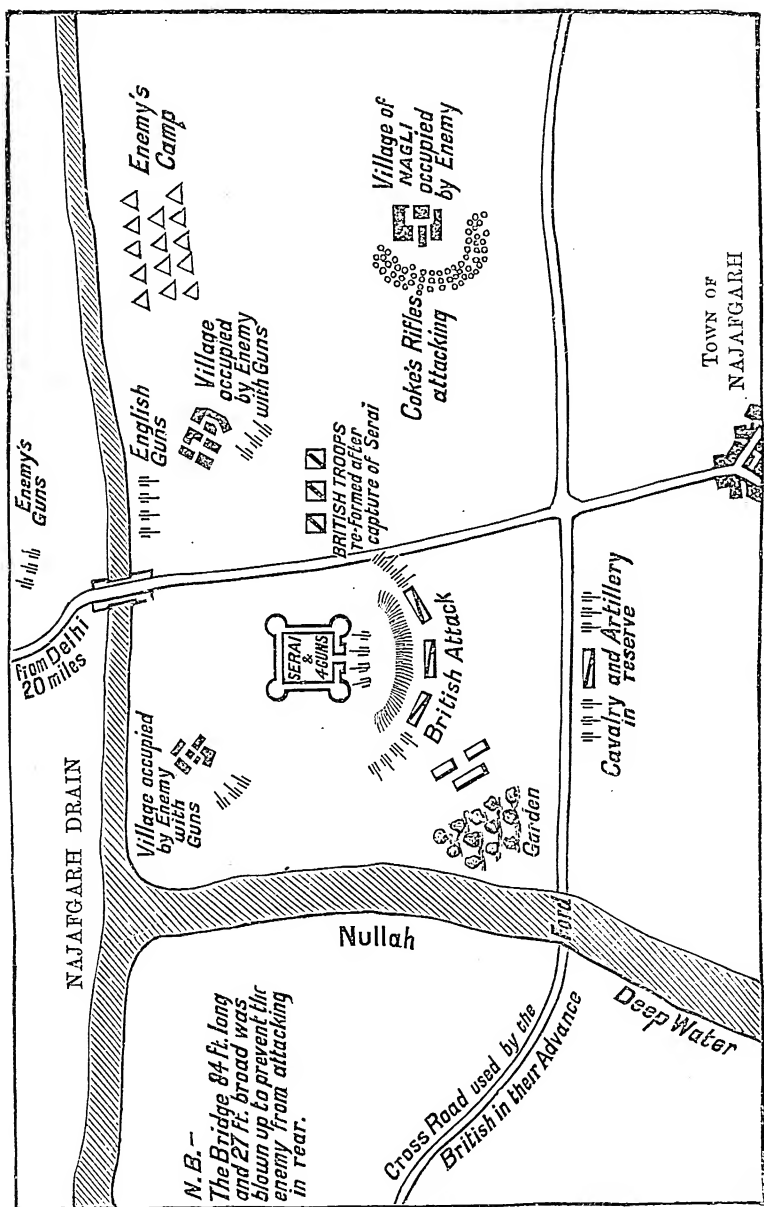 Enemy's
Guns
from Delhi
20 miles
NAJAFGARH DRAIN
English
Guns
Enemy's
Camp
Village
occupied
by Enemy
with Guns
Village occupied
by Enemy
with
Guns
SERAI
&
4 GUNS
BRITISH TROOPS
re-formed after
capture of Serai
Village of
NAGLI
occupied
by Enemy
Coke's Rifles
attacking
British Attack
Garden
Nullah
Ford
Deep Water
Cavalry and Artillery
in reserve
TOWN OF
NAJAFGARH
Cross Road used by the
British in their Advance
N.B.—
The Bridge 84 ft. long
and 27 Ft. broad was
blown up to prevent the
enemy from attacking
in rear.